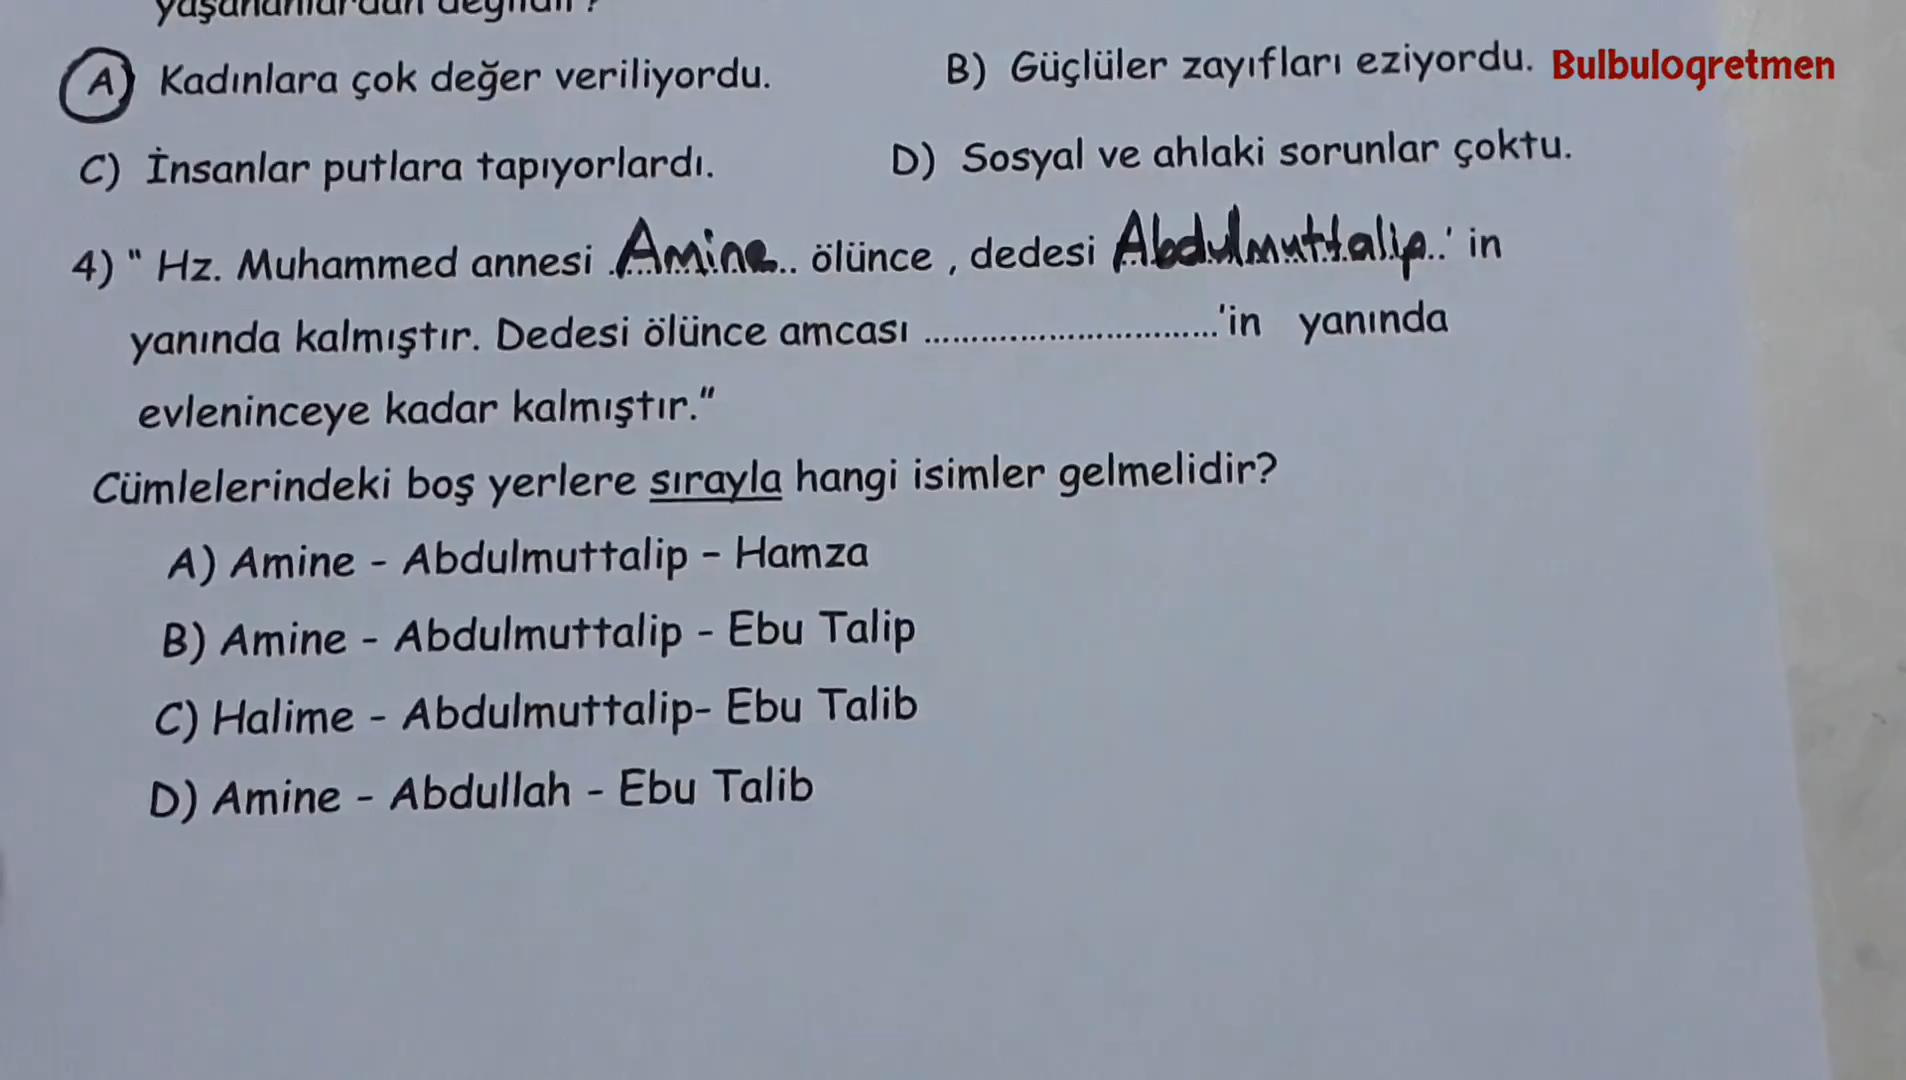 yaşananlardan değildir?
A) Kadınlara çok değer veriliyordu. B) Güçlüler zayıfları eziyordu. Bulbulogretmen
C) İnsanlar putlara tapıyorlardı. D) Sosyal ve ahlaki sorunlar çoktu.
4) " Hz. Muhammed annesi Amine.. ölünce , dedesi Abdulmuttalip..' in
yanında kalmıştır. Dedesi ölünce amcası ..............................'in yanında
evleninceye kadar kalmıştır."
Cümlelerindeki boş yerlere sırayla hangi isimler gelmelidir?
A) Amine - Abdulmuttalip - Hamza
B) Amine - Abdulmuttalip - Ebu Talip
C) Halime - Abdulmuttalip- Ebu Talib
D) Amine - Abdullah - Ebu Talib